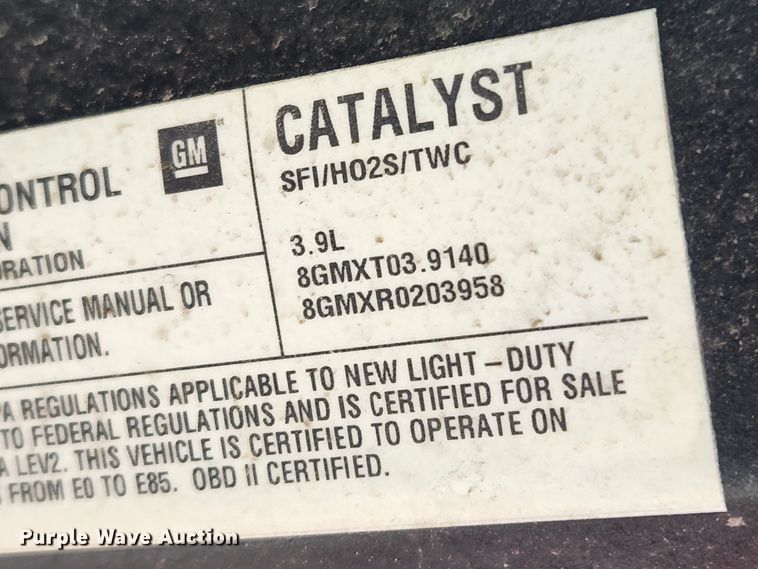 ONTROL
N
ORATION
GM
CATALYST
SFI/HO2S/TWC
3.9L
8GMXT03.9140
8GMXR0203958
SERVICE MANUAL OR
ORMATION.
PA REGULATIONS APPLICABLE TO NEW LIGHT-DUTY
TO FEDERAL REGULATIONS AND IS CERTIFIED FOR SALE
A LEV2. THIS VEHICLE IS CERTIFIED TO OPERATE ON
FROM E0 TO E85. OBD II CERTIFIED.
Purple Wave Auction